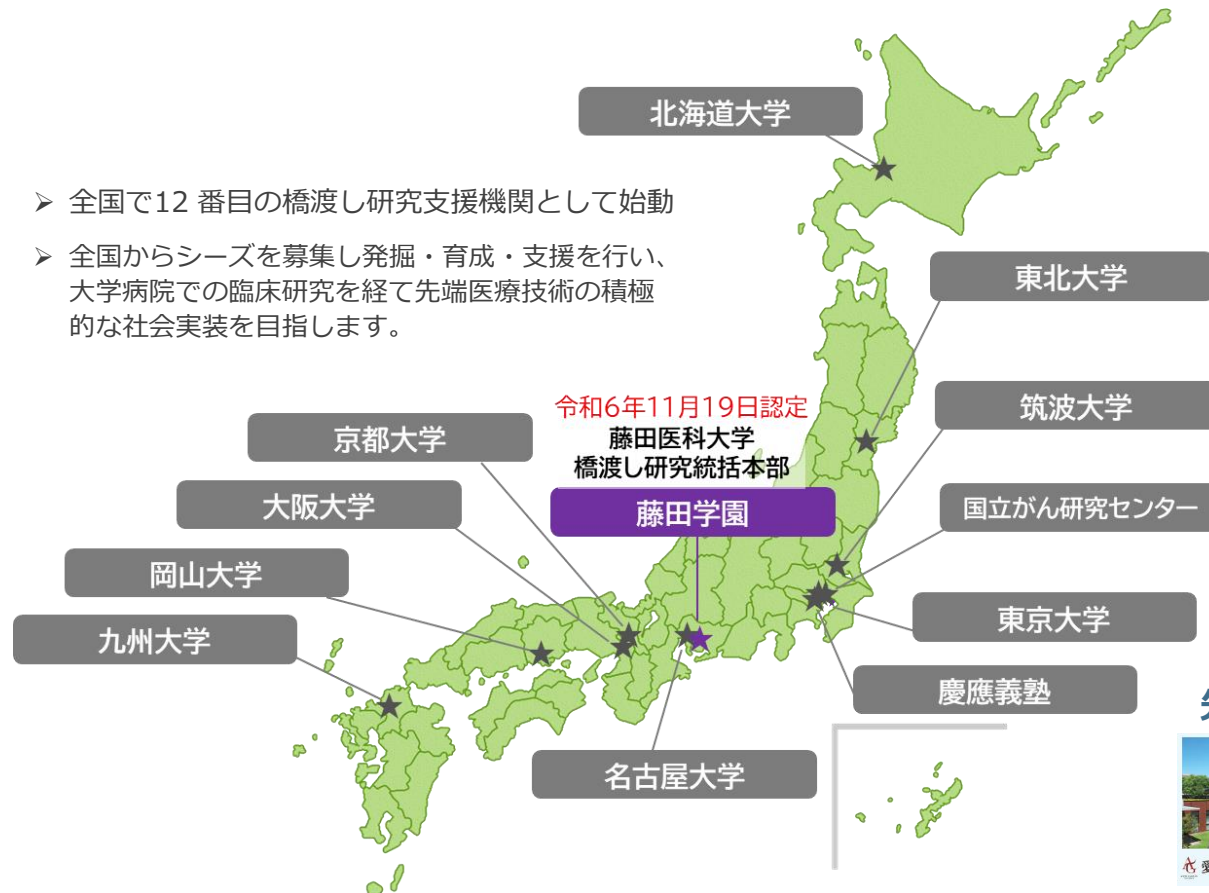 北海道大学
➢ 全国で12 番目の橋渡し研究支援機関として始動
➢ 全国からシーズを募集し発掘・育成・支援を行い、
大学病院での臨床研究を経て先端医療技術の積極
的な社会実装を目指します。
東北大学
令和6年11月19日認定
藤田医科大学
橋渡し研究統括本部
藤田学園
筑波大学
京都大学
大阪大学
国立がん研究センター
岡山大学
東京大学
九州大学
慶應義塾
名古屋大学
愛